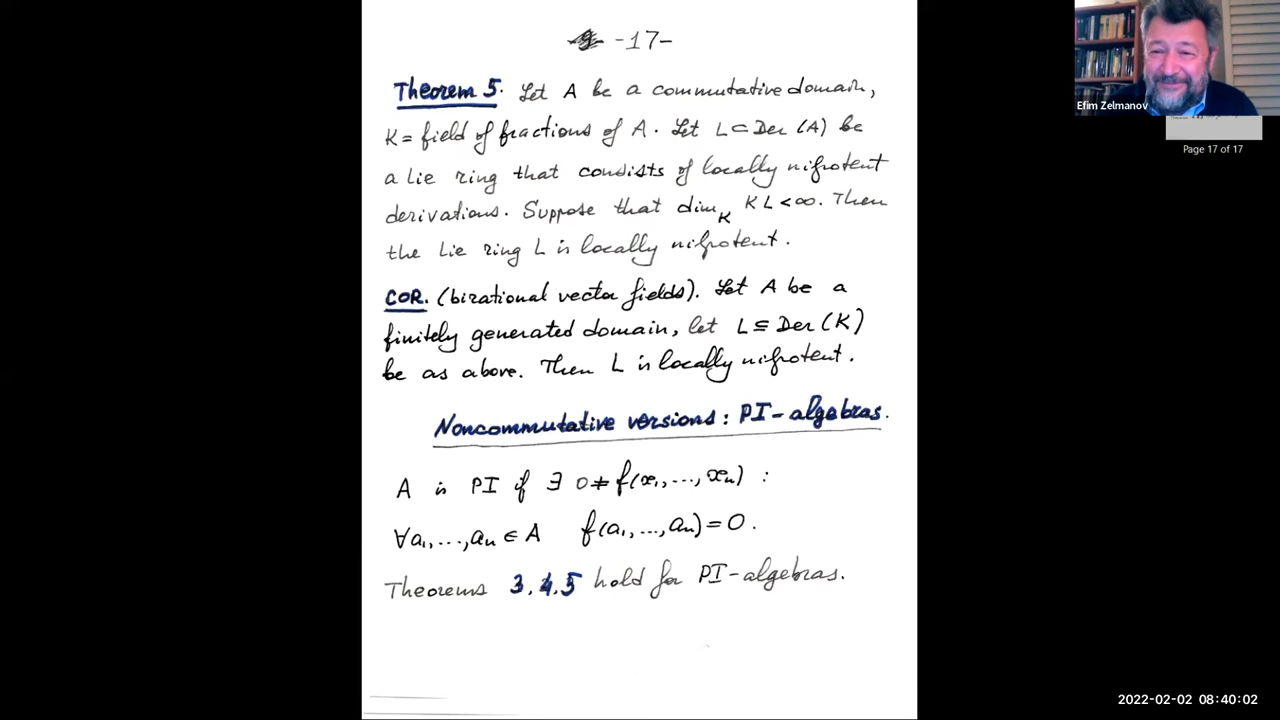 -17-
Theorem 5. Let A be a commutative domain,
K = field of fractions of A. Let L ⊂ Der (A) be
a Lie ring that consists of locally nilpotent
derivations. Suppose that dim_K KL < ∞. Then
the Lie ring L is locally nilpotent.
COR. (birational vector fields). Let A be a
finitely generated domain, let L ⊆ Der (K)
be as above. Then L is locally nilpotent.
Noncommutative versions: PI-algebras.
A is PI if ∃ 0 ≠ f(x₁, ..., xₙ) :
∀a₁, ..., aₙ ∈ A f(a₁, ..., aₙ) = 0.
Theorems 3, 4, 5 hold for PI-algebras.
Efim Zelmanov
Page 17 of 17
2022-02-02 08:40:02